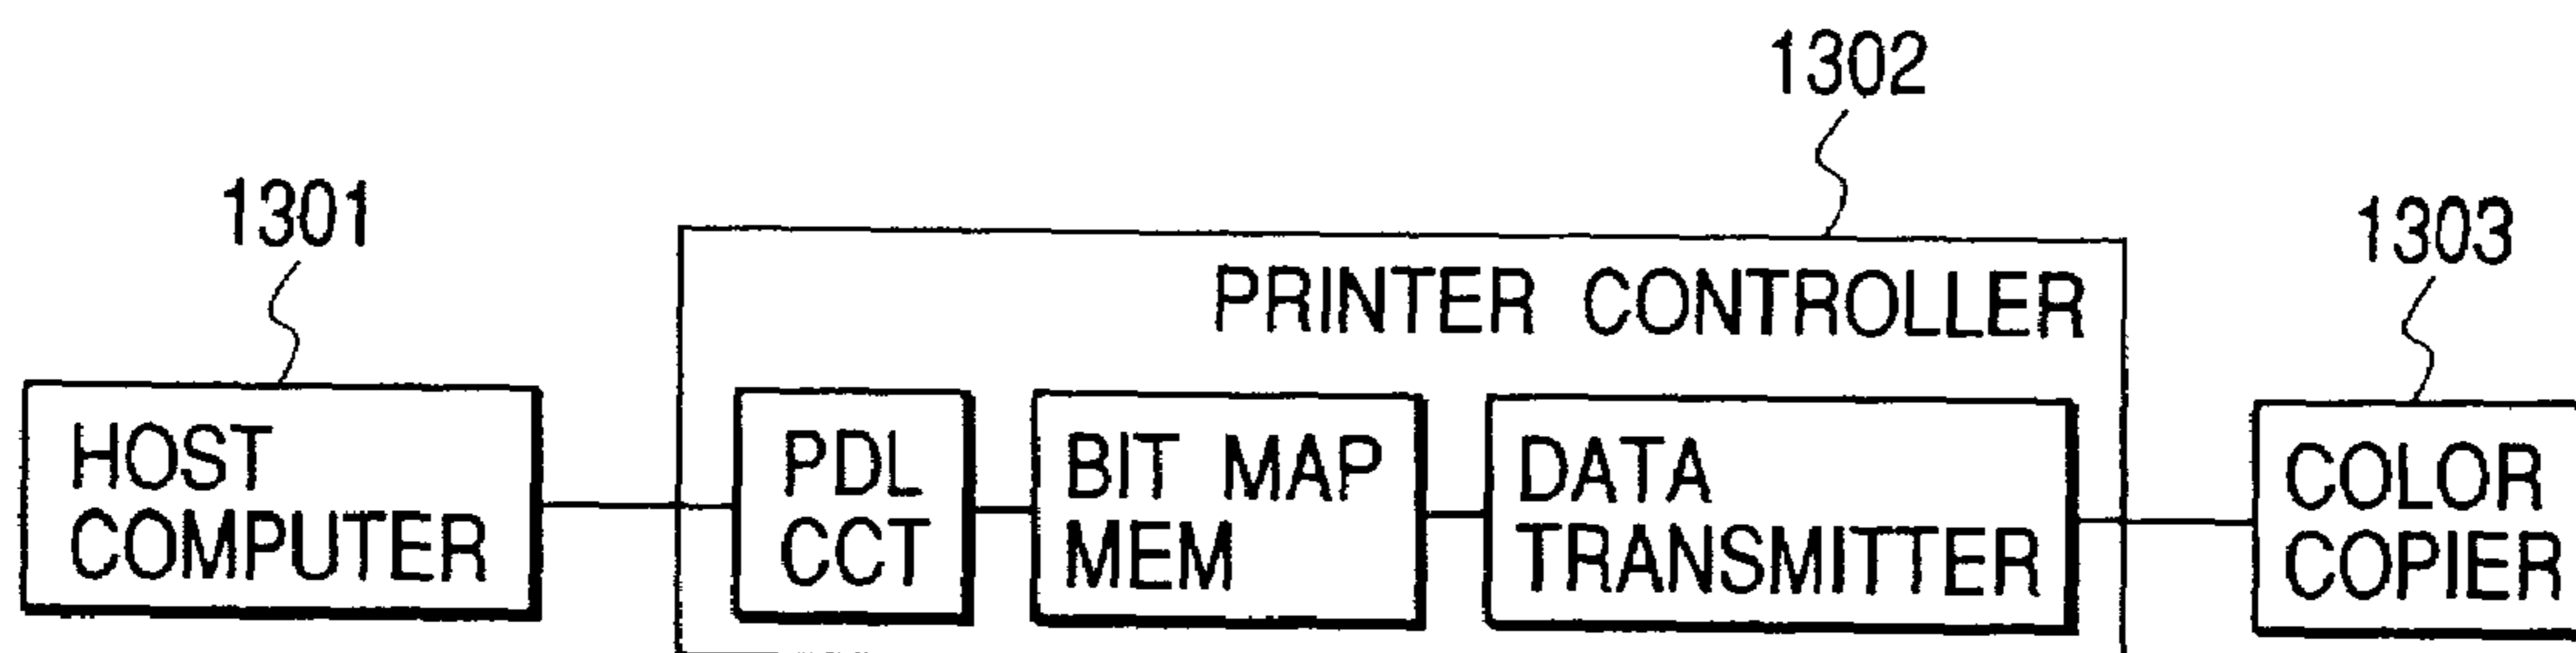 1302
1301
1303
PRINTER CONTROLLER
HOST
COMPUTER
PDL
CCT
BIT MAP
MEM
DATA
TRANSMITTER
COLOR
COPIER